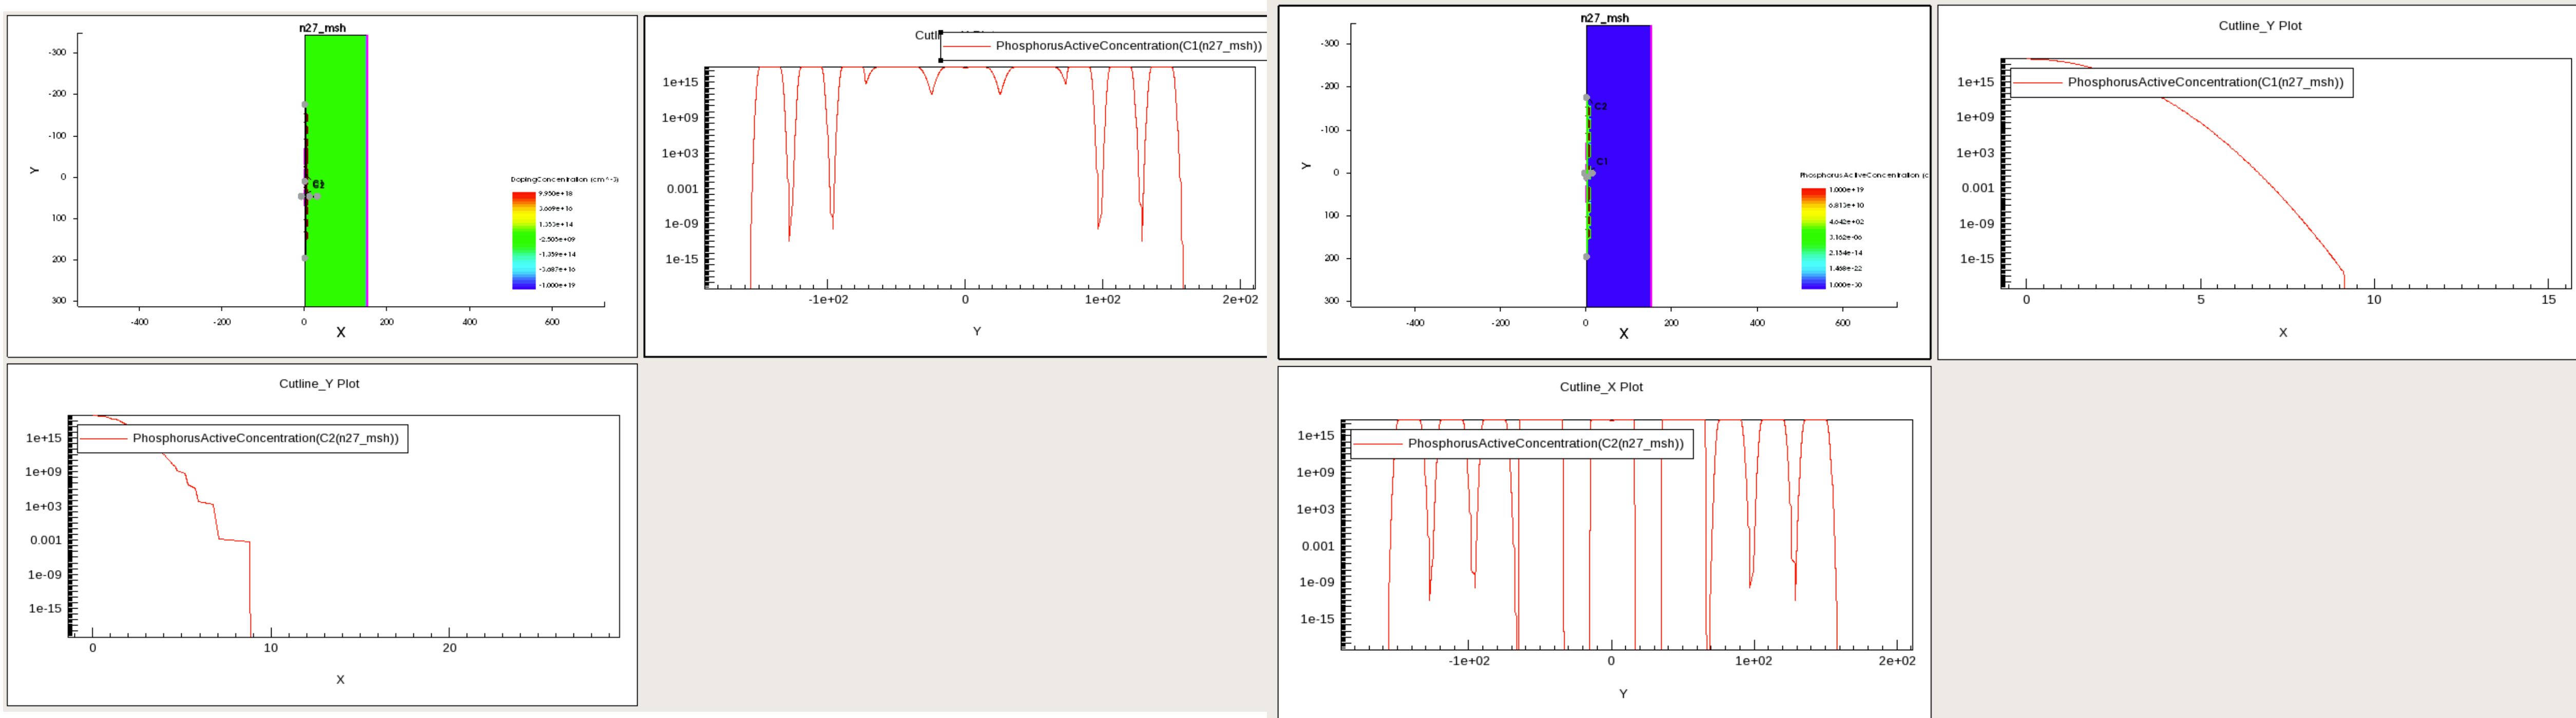 n27_msh
-300
-200
-100
0
100
200
300
Y
-400
-200
0
200
400
600
X
DopingConcentration (cm^-3)
9.950e+18
3.669e+16
1.353e+14
-2.505e+09
-1.359e+14
-3.687e+16
-1.000e+19
PhosphorusActiveConcentration(C1(n27_msh))
1e+15
1e+09
1e+03
0.001
1e-09
1e-15
-1e+02
0
1e+02
2e+02
Y
n27_msh
-300
-200
-100
0
100
200
300
Y
C2
C1
-400
-200
0
200
400
600
X
PhosphorusActiveConcentration (c
1.000e+19
6.813e+10
4.642e+02
3.162e-06
2.154e-14
1.468e-22
1.000e-30
Cutline_Y Plot
PhosphorusActiveConcentration(C1(n27_msh))
1e+15
1e+09
1e+03
0.001
1e-09
1e-15
0
5
10
15
X
Cutline_Y Plot
PhosphorusActiveConcentration(C2(n27_msh))
1e+15
1e+09
1e+03
0.001
1e-09
1e-15
0
10
20
X
Cutline_X Plot
PhosphorusActiveConcentration(C2(n27_msh))
1e+15
1e+09
1e+03
0.001
1e-09
1e-15
-1e+02
0
1e+02
2e+02
Y